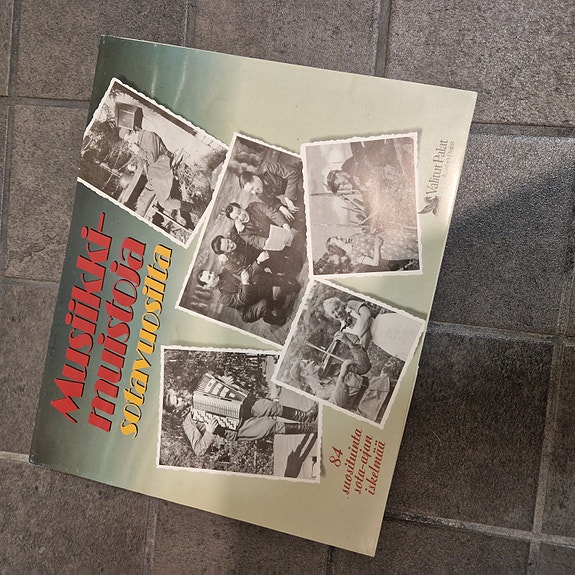 Musiikki-
muistoja
sotavuosilta
84
suosituinta
sota-ajan
iskelmää
Valitut Palat